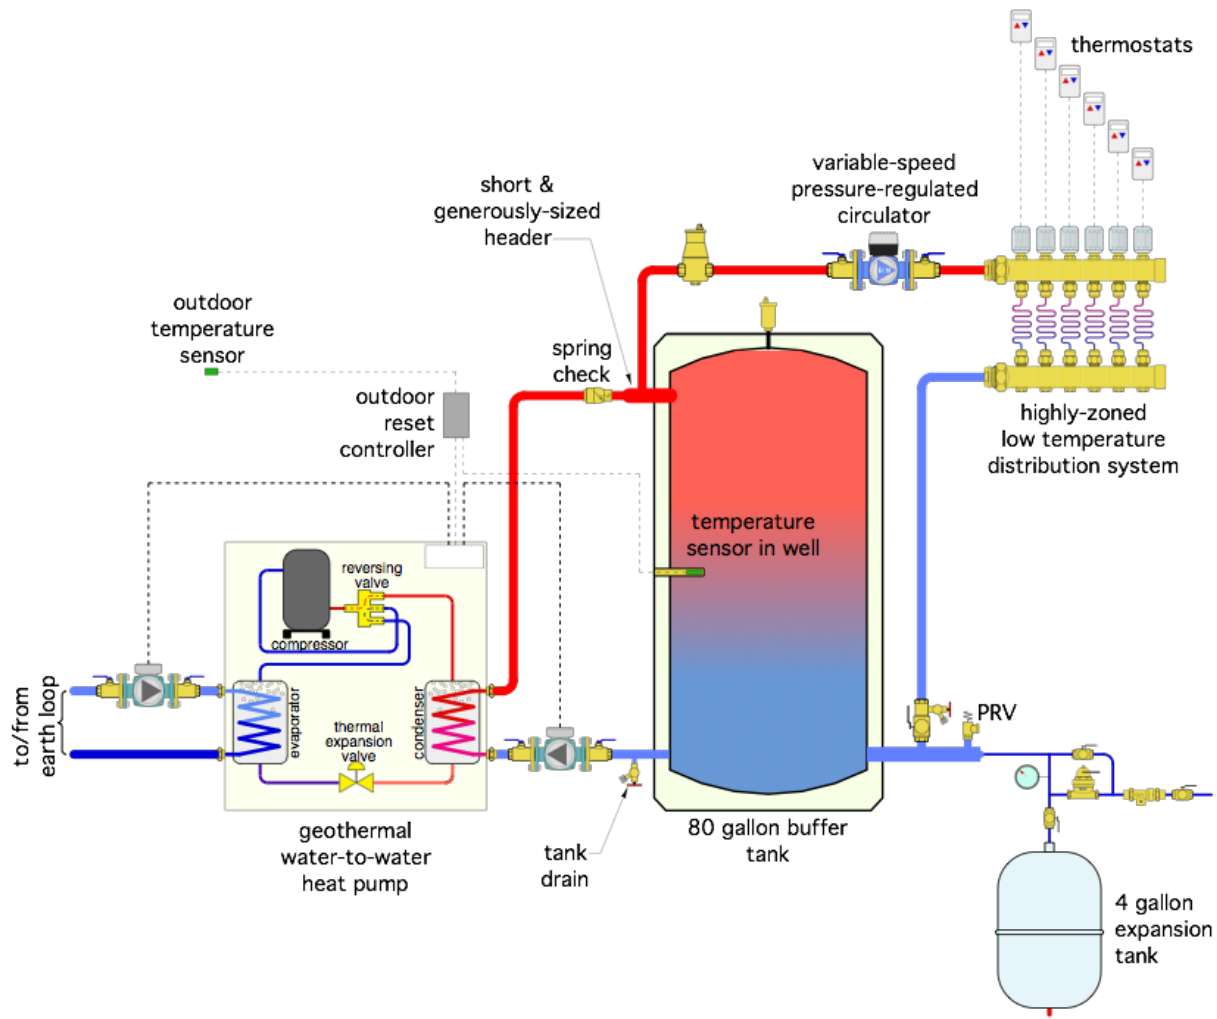 thermostats
variable-speed
pressure-regulated
circulator
short &
generously-sized
header
outdoor
temperature
sensor
spring
check
outdoor
reset
controller
highly-zoned
low temperature
distribution system
temperature
sensor in well
reversing
valve
compressor
to/from
earth loop
evaporator
condenser
thermal
expansion
valve
PRV
geothermal
water-to-water
heat pump
tank
drain
80 gallon buffer
tank
4 gallon
expansion
tank